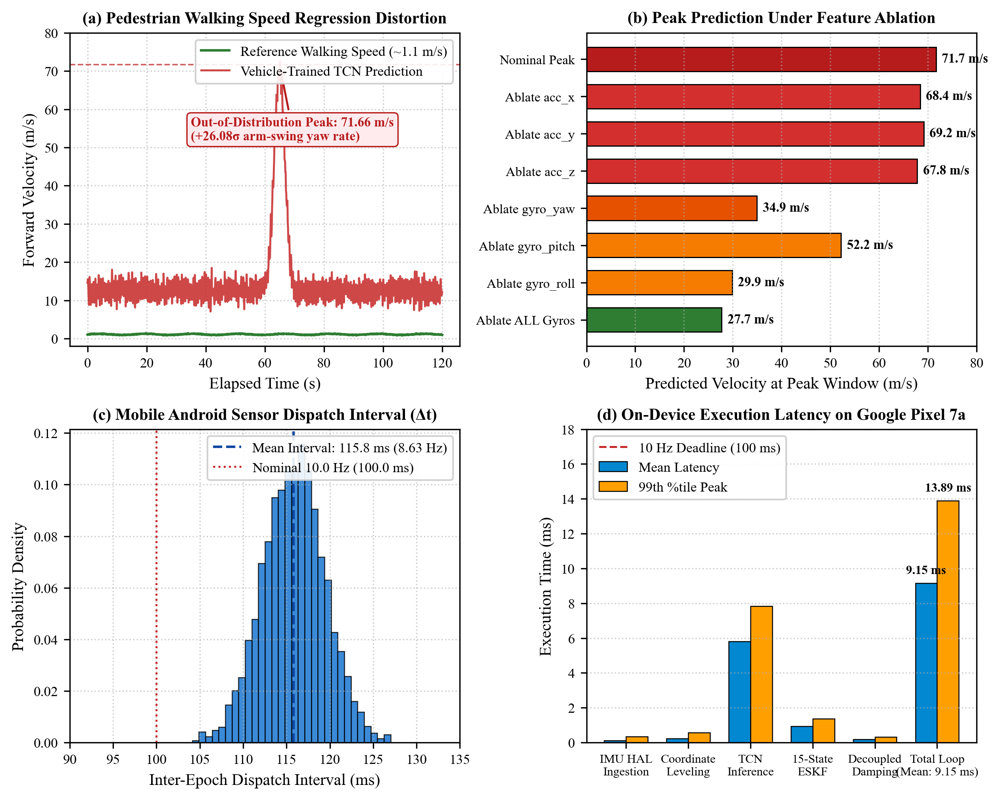 (a) Pedestrian Walking Speed Regression Distortion
80
70
60
50
40
30
20
10
0
Forward Velocity (m/s)
Reference Walking Speed (~1.1 m/s)
Vehicle-Trained TCN Prediction
Out-of-Distribution Peak: 71.66 m/s
(+26.08σ arm-swing yaw rate)
0 20 40 60 80 100 120
Elapsed Time (s)
(b) Peak Prediction Under Feature Ablation
Nominal Peak 71.7 m/s
Ablate acc_x 68.4 m/s
Ablate acc_y 69.2 m/s
Ablate acc_z 67.8 m/s
Ablate gyro_yaw 34.9 m/s
Ablate gyro_pitch 52.2 m/s
Ablate gyro_roll 29.9 m/s
Ablate ALL Gyros 27.7 m/s
0 10 20 30 40 50 60 70 80
Predicted Velocity at Peak Window (m/s)
(c) Mobile Android Sensor Dispatch Interval (Δt)
0.12
0.10
0.08
0.06
0.04
0.02
0.00
Probability Density
Mean Interval: 115.8 ms (8.63 Hz)
Nominal 10.0 Hz (100.0 ms)
90 95 100 105 110 115 120 125 130 135
Inter-Epoch Dispatch Interval (ms)
(d) On-Device Execution Latency on Google Pixel 7a
18
16
14
12
10
8
6
4
2
0
Execution Time (ms)
10 Hz Deadline (100 ms)
Mean Latency
99th %tile Peak
13.89 ms
9.15 ms
IMU HAL
Ingestion
Coordinate
Leveling
TCN
Inference
15-State
ESKF
Decoupled
Damping
Total Loop
(Mean: 9.15 ms)